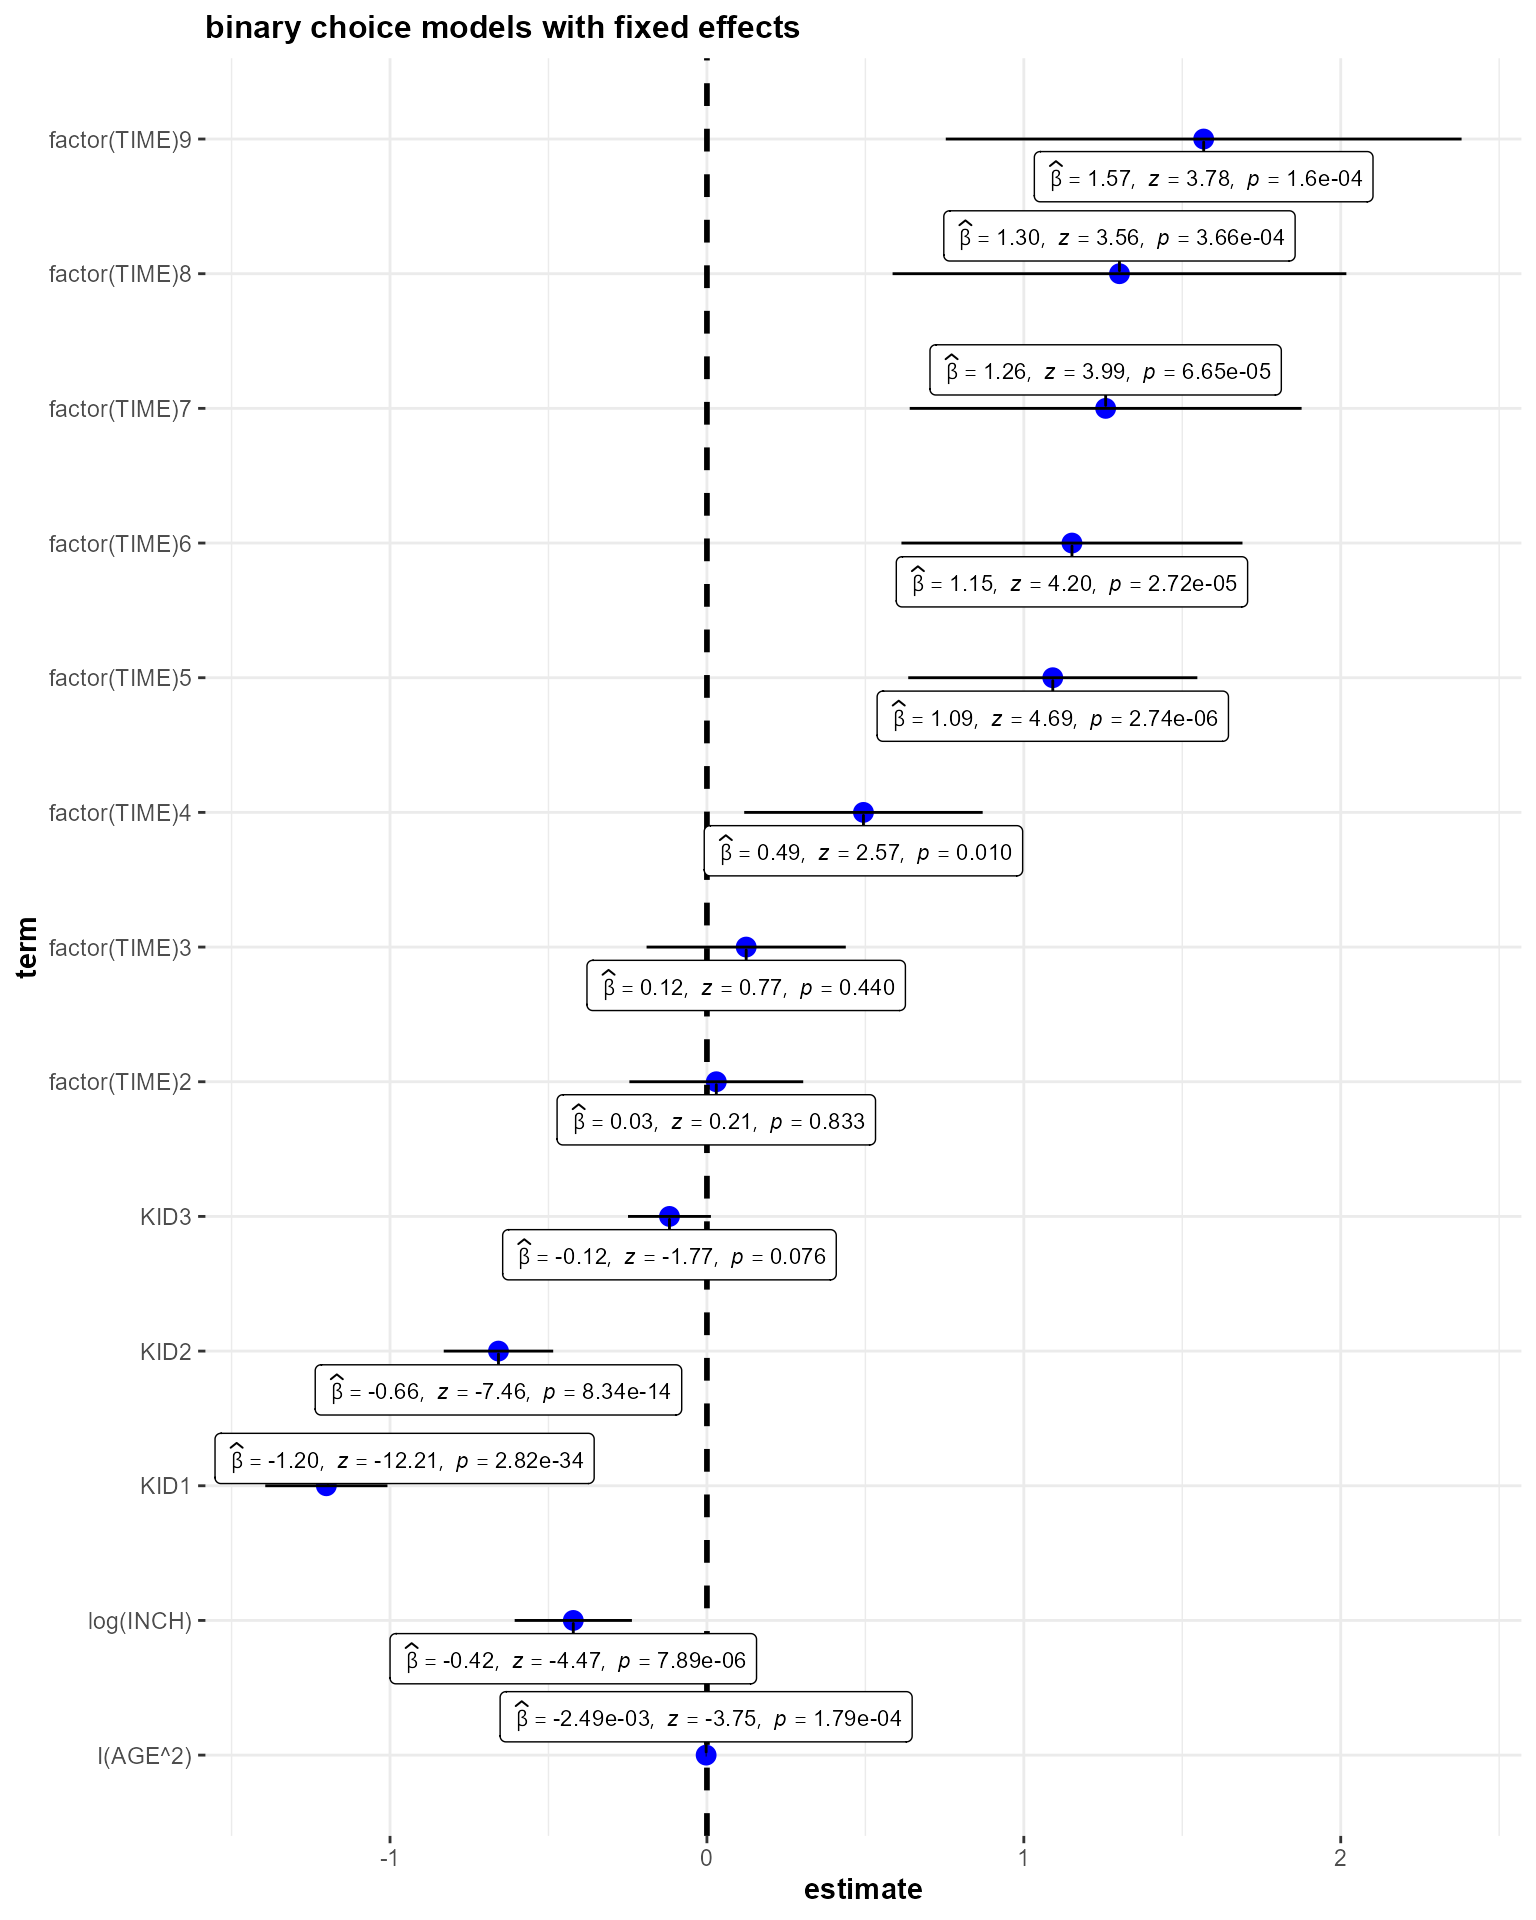 binary choice models with fixed effects
factor(TIME)9
β̂ = 1.57, z = 3.78, p = 1.6e-04
β̂ = 1.30, z = 3.56, p = 3.66e-04
factor(TIME)8
β̂ = 1.26, z = 3.99, p = 6.65e-05
factor(TIME)7
factor(TIME)6
β̂ = 1.15, z = 4.20, p = 2.72e-05
factor(TIME)5
β̂ = 1.09, z = 4.69, p = 2.74e-06
factor(TIME)4
β̂ = 0.49, z = 2.57, p = 0.010
term
factor(TIME)3
β̂ = 0.12, z = 0.77, p = 0.440
factor(TIME)2
β̂ = 0.03, z = 0.21, p = 0.833
KID3
β̂ = -0.12, z = -1.77, p = 0.076
KID2
β̂ = -0.66, z = -7.46, p = 8.34e-14
β̂ = -1.20, z = -12.21, p = 2.82e-34
KID1
log(INCH)
β̂ = -0.42, z = -4.47, p = 7.89e-06
β̂ = -2.49e-03, z = -3.75, p = 1.79e-04
I(AGE^2)
-1 0 1 2
estimate